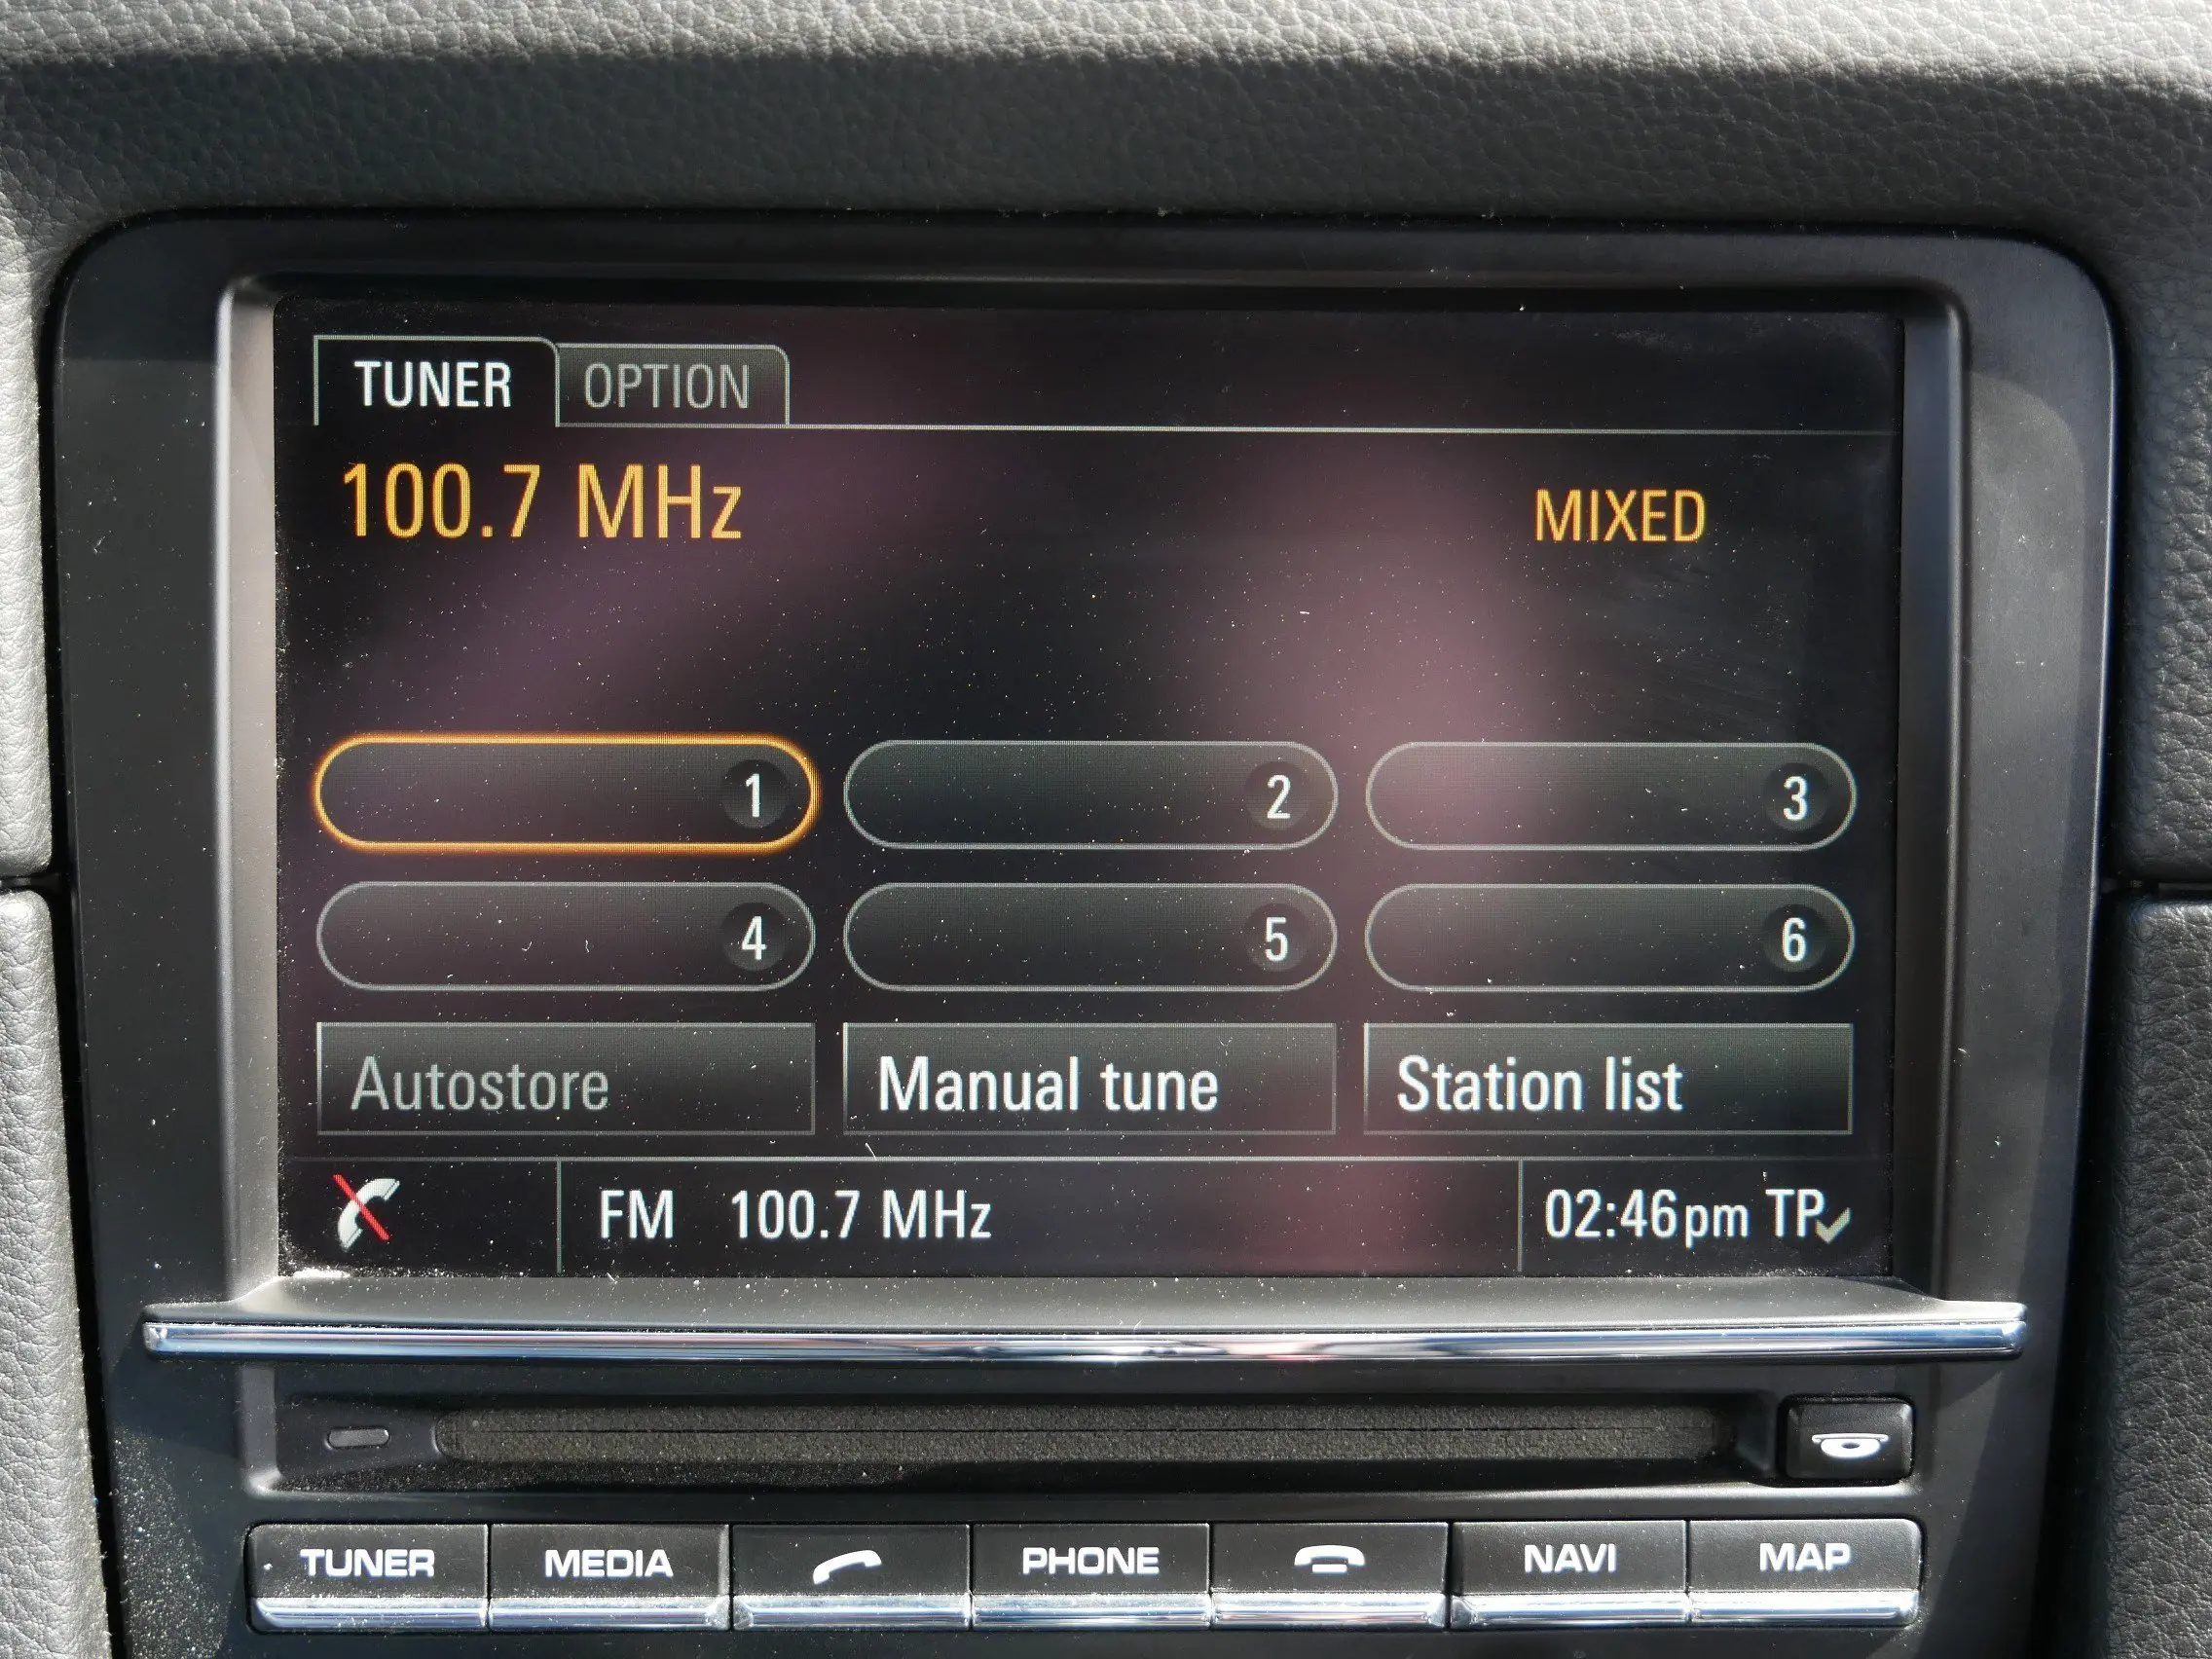 TUNER OPTION
100.7 MHz MIXED
1 2 3
4 5 6
Autostore Manual tune Station list
FM 100.7 MHz 02:46pm TP
TUNER MEDIA PHONE NAVI MAP